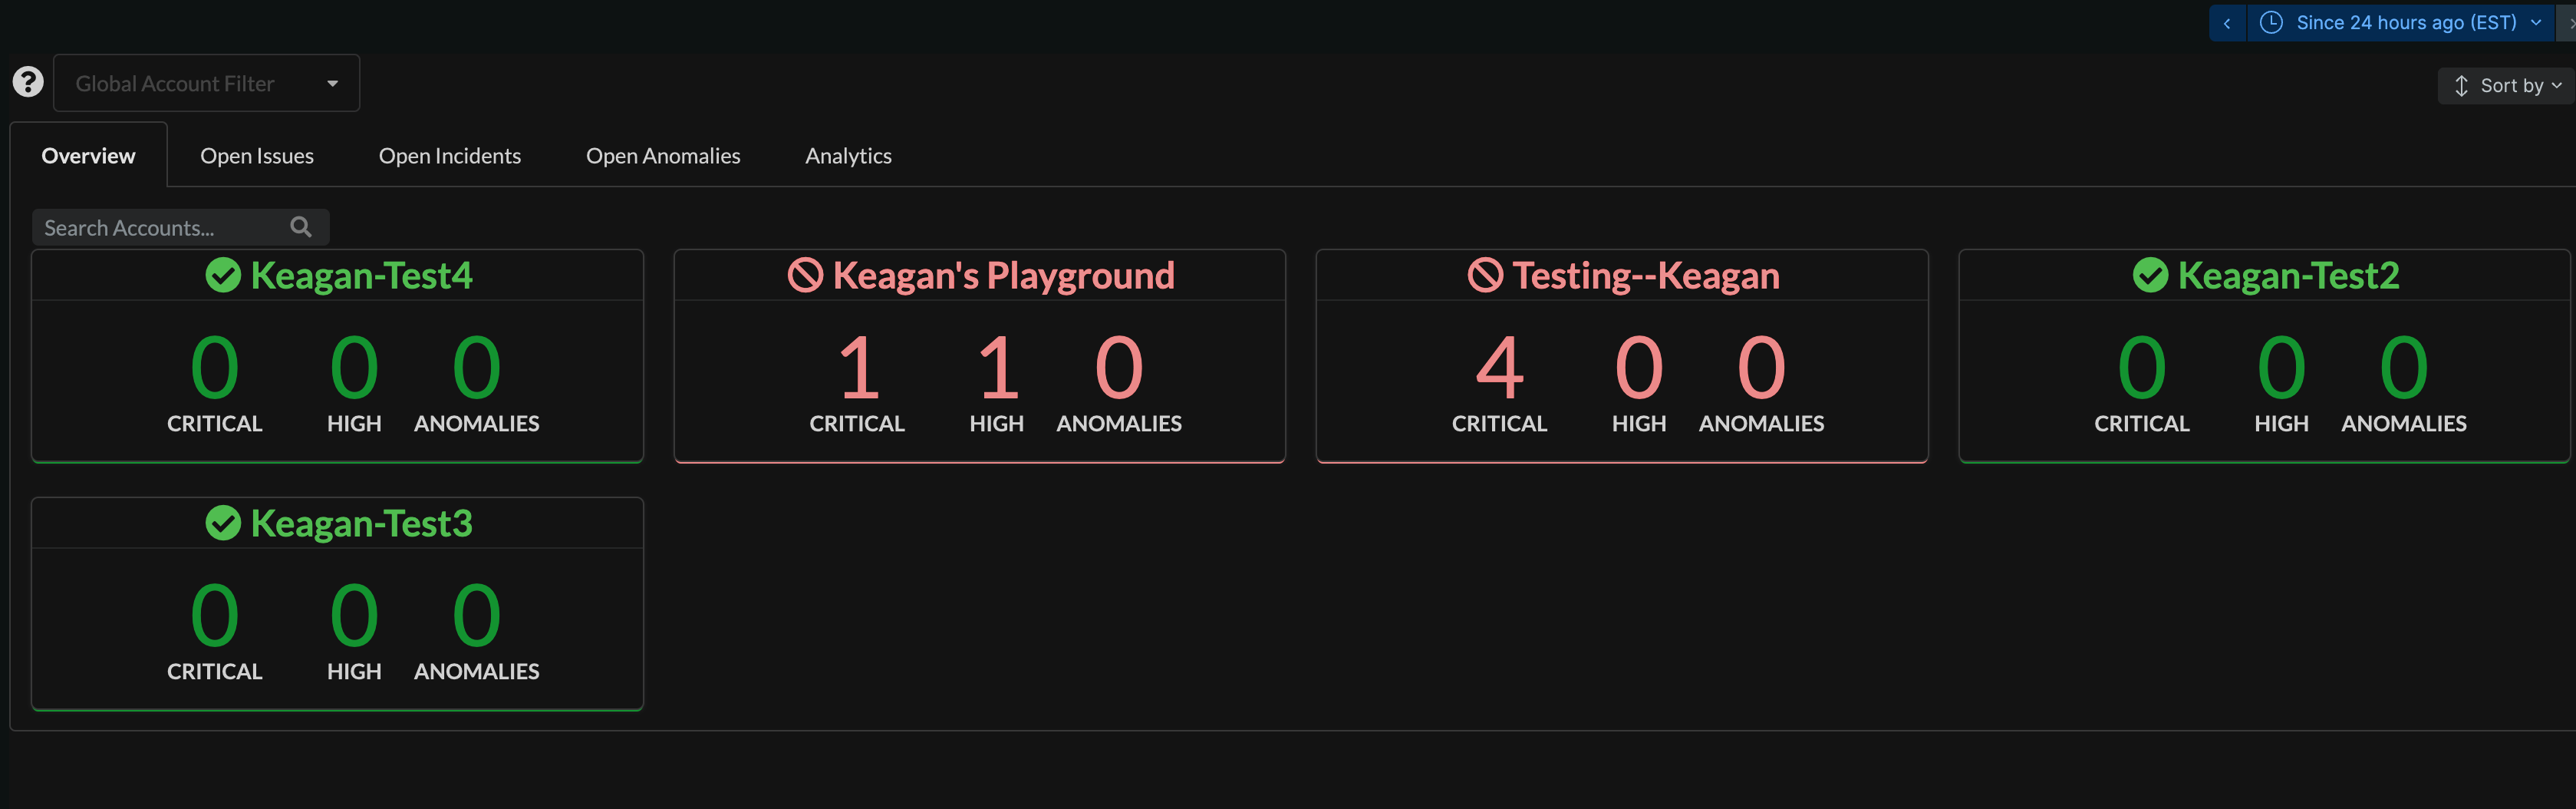 Since 24 hours ago (EST)
Global Account Filter
Sort by
Overview Open Issues Open Incidents Open Anomalies Analytics
Search Accounts...
Keagan-Test4
0 0 0
CRITICAL HIGH ANOMALIES
Keagan's Playground
1 1 0
CRITICAL HIGH ANOMALIES
Testing--Keagan
4 0 0
CRITICAL HIGH ANOMALIES
Keagan-Test2
0 0 0
CRITICAL HIGH ANOMALIES
Keagan-Test3
0 0 0
CRITICAL HIGH ANOMALIES